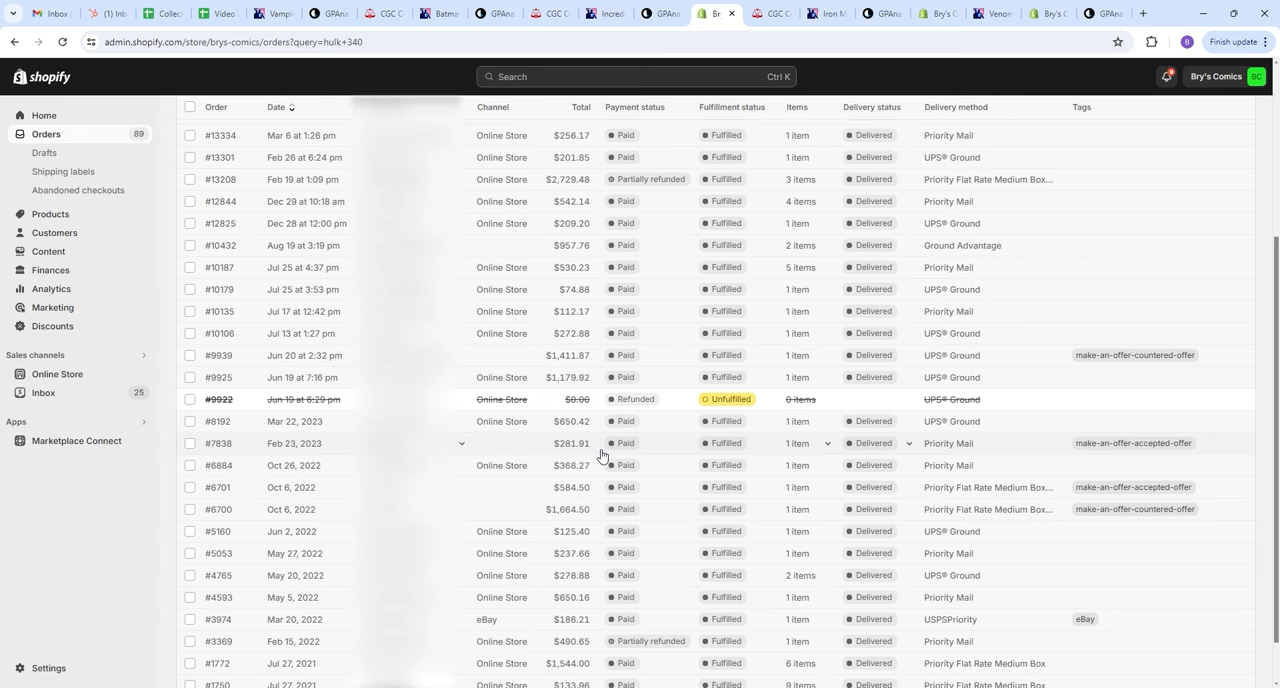 Inbox (1) Inb Collect Video Vamp GPAna CGC C Batma GPAna CGC C Incred GPAna Br CGC C Iron M GPAna Bry's C Venom Bry's C GPAna
admin.shopify.com/store/brys-comics/orders?query=hulk+340 Finish update
shopify Search Ctrl K Bry's Comics BC
Home
Orders 89
Drafts
Shipping labels
Abandoned checkouts
Products
Customers
Content
Finances
Analytics
Marketing
Discounts
Sales channels
Online Store
Inbox 25
Apps
Marketplace Connect
Settings
Order Date Channel Total Payment status Fulfillment status Items Delivery status Delivery method Tags
#13334 Mar 6 at 1:26 pm Online Store $256.17 Paid Fulfilled 1 item Delivered Priority Mail
#13301 Feb 26 at 6:24 pm Online Store $201.85 Paid Fulfilled 1 item Delivered UPS® Ground
#13208 Feb 19 at 1:09 pm Online Store $2,729.48 Partially refunded Fulfilled 3 items Delivered Priority Flat Rate Medium Box...
#12844 Dec 29 at 10:18 am Online Store $542.14 Paid Fulfilled 4 items Delivered Priority Mail
#12825 Dec 28 at 12:00 pm Online Store $209.20 Paid Fulfilled 1 item Delivered UPS® Ground
#10432 Aug 19 at 3:19 pm $957.76 Paid Fulfilled 2 items Delivered Ground Advantage
#10187 Jul 25 at 4:37 pm Online Store $530.23 Paid Fulfilled 5 items Delivered Priority Mail
#10179 Jul 25 at 3:53 pm Online Store $74.88 Paid Fulfilled 1 item Delivered UPS® Ground
#10135 Jul 17 at 12:42 pm Online Store $112.17 Paid Fulfilled 1 item Delivered Priority Mail
#10106 Jul 13 at 1:27 pm Online Store $272.88 Paid Fulfilled 1 item Delivered UPS® Ground
#9939 Jun 20 at 2:32 pm $1,411.87 Paid Fulfilled 1 item Delivered UPS® Ground make-an-offer-countered-offer
#9925 Jun 19 at 7:16 pm Online Store $1,179.92 Paid Fulfilled 1 item Delivered UPS® Ground
#9922 Jun 19 at 6:29 pm Online Store $0.00 Refunded Unfulfilled 0 items UPS® Ground
#8192 Mar 22, 2023 Online Store $650.42 Paid Fulfilled 1 item Delivered UPS® Ground
#7838 Feb 23, 2023 $281.91 Paid Fulfilled 1 item Delivered Priority Mail make-an-offer-accepted-offer
#6884 Oct 26, 2022 Online Store $368.27 Paid Fulfilled 1 item Delivered Priority Mail
#6701 Oct 6, 2022 $584.50 Paid Fulfilled 1 item Delivered Priority Flat Rate Medium Box... make-an-offer-accepted-offer
#6700 Oct 6, 2022 $1,664.50 Paid Fulfilled 1 item Delivered Priority Flat Rate Medium Box... make-an-offer-countered-offer
#5160 Jun 2, 2022 Online Store $125.40 Paid Fulfilled 1 item Delivered UPS® Ground
#5053 May 27, 2022 Online Store $237.66 Paid Fulfilled 1 item Delivered Priority Mail
#4765 May 20, 2022 Online Store $278.88 Paid Fulfilled 2 items Delivered UPS® Ground
#4593 May 5, 2022 Online Store $650.16 Paid Fulfilled 1 item Delivered Priority Mail
#3974 Mar 20, 2022 eBay $186.21 Paid Fulfilled 1 item Delivered USPSPriority eBay
#3369 Feb 15, 2022 Online Store $490.65 Partially refunded Fulfilled 1 item Delivered Priority Mail
#1772 Jul 27, 2021 Online Store $1,544.00 Paid Fulfilled 6 items Delivered Priority Flat Rate Medium Box
#1750 Jul 27, 2021 Online Store $133.96 Paid Fulfilled 9 items Delivered Priority Flat Rate Medium Box